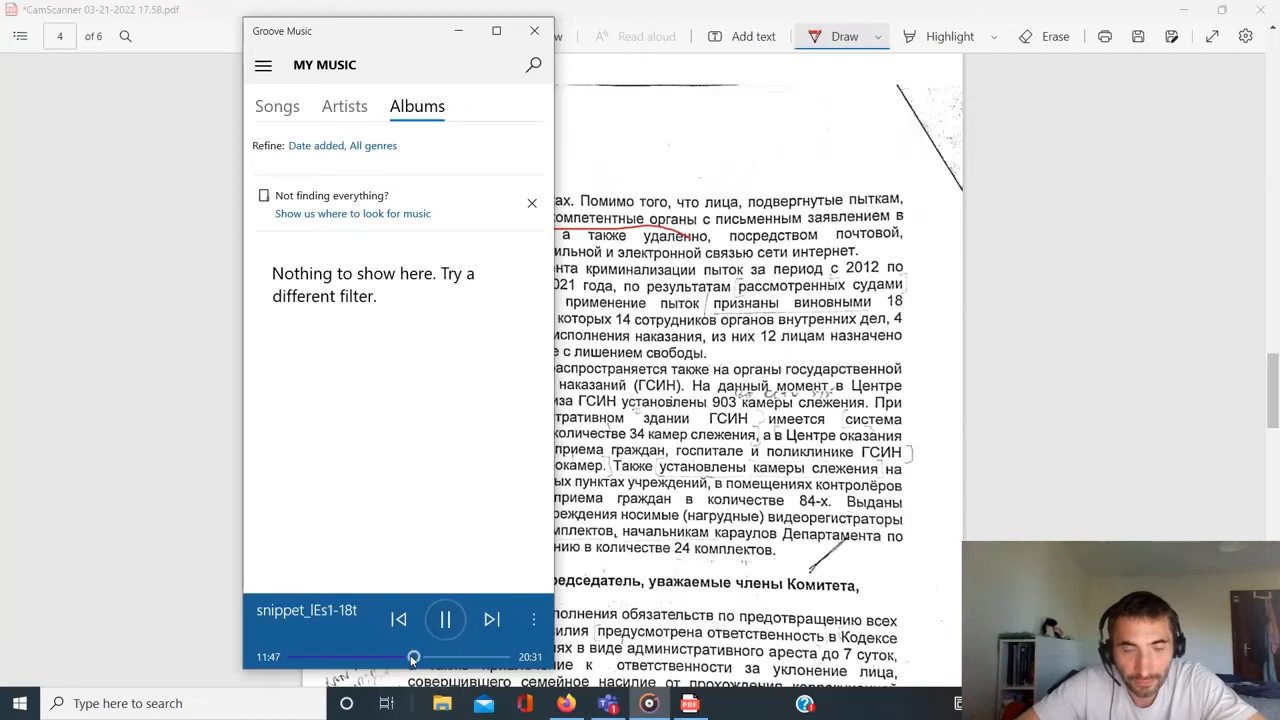 *CamScanner 03-21-2022 17.58.pdf
4 of 6
Read aloud
Add text
Draw
Highlight
Erase
Groove Music
MY MUSIC
Songs Artists Albums
Refine: Date added, All genres
Not finding everything?
Show us where to look for music
Nothing to show here. Try a
different filter.
ах. Помимо того, что лица, подвергнутые пыткам,
компетентные органы с письменным заявлением в
а также удаленно, посредством почтовой,
ильной и электронной связью сети интернет.
нта криминализации пыток за период с 2012 по
021 года, по результатам рассмотренных судами
применение пыток признаны виновными 18
которых 14 сотрудников органов внутренних дел, 4
исполнения наказания, из них 12 лицам назначено
е с лишением свободы.
аспространяется также на органы государственной
наказаний (ГСИН). На данный момент в Центре
иза ГСИН установлены 903 камеры слежения. При
тративном здании ГСИН имеется система
количестве 34 камер слежения, а в Центре оказания
приема граждан, госпитале и поликлинике ГСИН
окамер. Также установлены камеры слежения на
ых пунктах учреждений, в помещениях контролёров
приема граждан в количестве 84-х. Выданы
реждения носимые (нагрудные) видеорегистраторы
мплектов, начальникам караулов Департамента по
нию в количестве 24 комплектов.
редседатель, уважаемые члены Комитета,
полнения обязательств по предотвращению всех
силия предусмотрена ответственность в Кодексе
ях в виде административного ареста до 7 суток,
привлечение к ответственности за уклонение лица,
совершившего семейное насилие от прохождения коррекционной
snippet_lEs1-18t
11:47
20:31
Type here to search